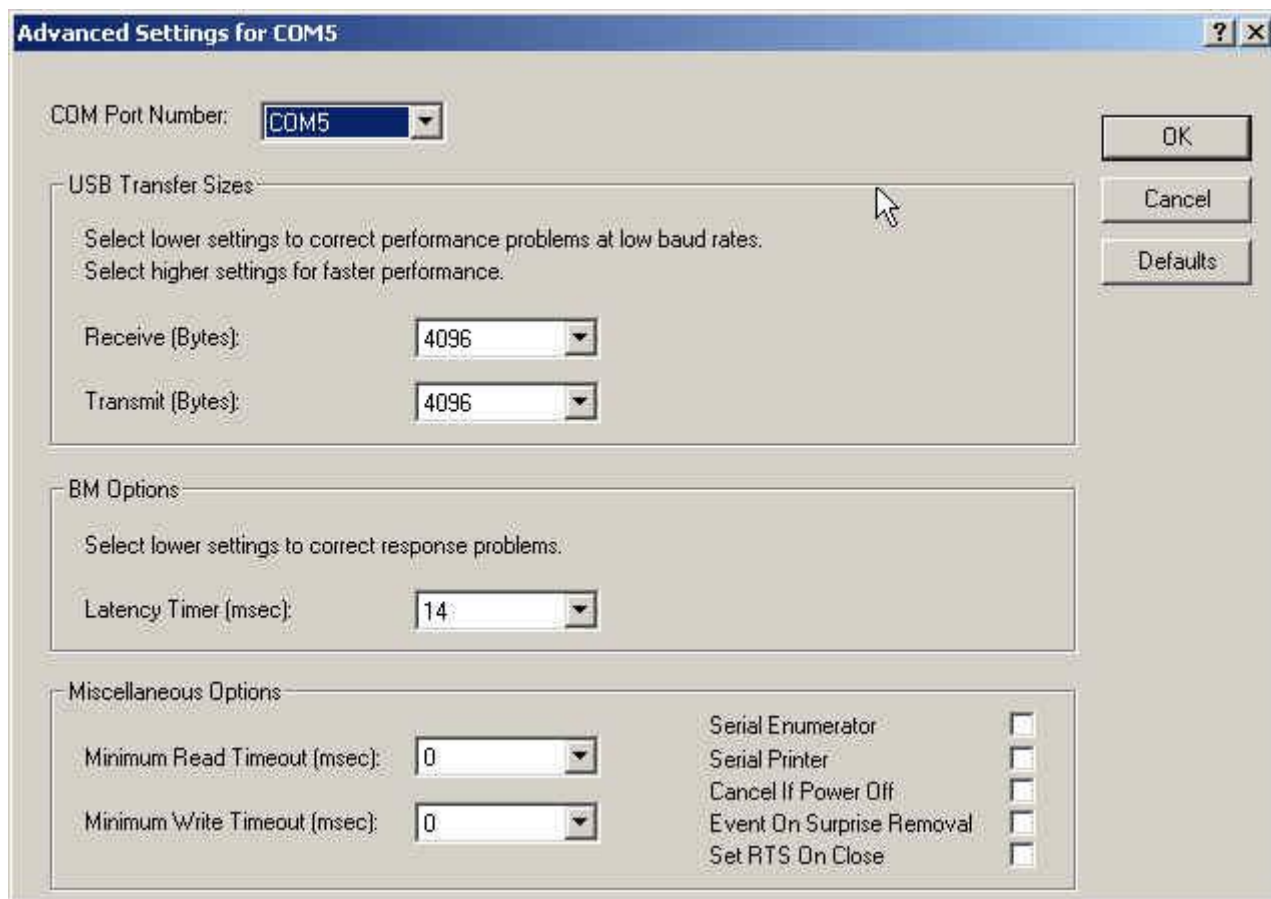 Advanced Settings for COM5
COM Port Number: COM5
OK
Cancel
Defaults
USB Transfer Sizes
Select lower settings to correct performance problems at low baud rates.
Select higher settings for faster performance.
Receive (Bytes): 4096
Transmit (Bytes): 4096
BM Options
Select lower settings to correct response problems.
Latency Timer (msec): 14
Miscellaneous Options
Minimum Read Timeout (msec): 0
Minimum Write Timeout (msec): 0
Serial Enumerator
Serial Printer
Cancel If Power Off
Event On Surprise Removal
Set RTS On Close